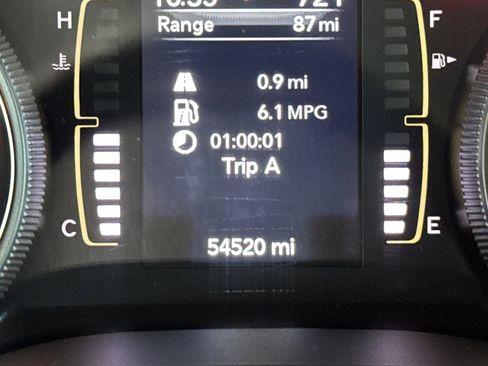 H F
Range 87 mi
0.9 mi
6.1 MPG
01:00:01
Trip A
C E
54520 mi